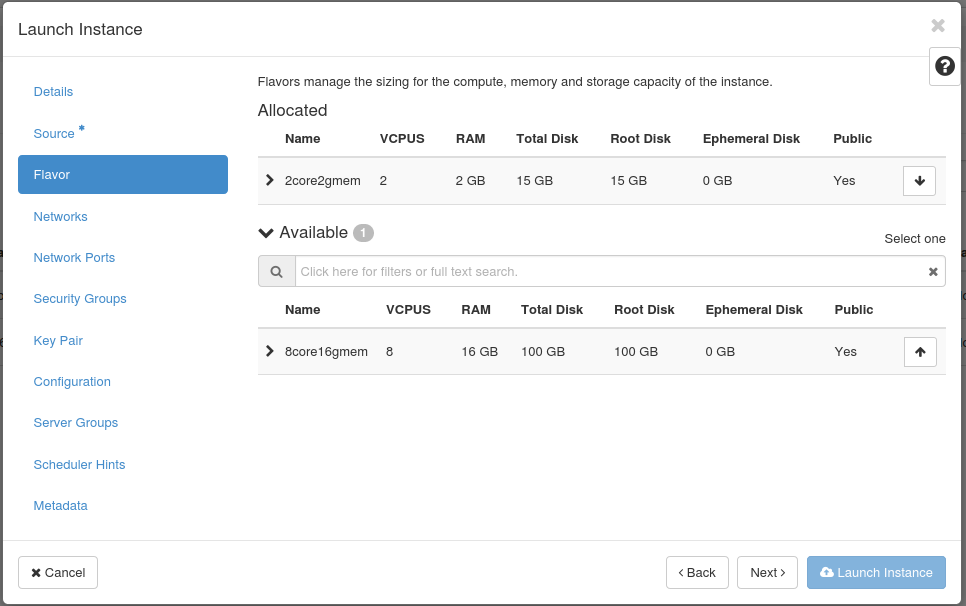 Launch Instance
Details
Source *
Flavor
Networks
Network Ports
Security Groups
Key Pair
Configuration
Server Groups
Scheduler Hints
Metadata
Flavors manage the sizing for the compute, memory and storage capacity of the instance.
Allocated
Name VCPUS RAM Total Disk Root Disk Ephemeral Disk Public
2core2gmem 2 2 GB 15 GB 15 GB 0 GB Yes
Available 1
Select one
Click here for filters or full text search.
Name VCPUS RAM Total Disk Root Disk Ephemeral Disk Public
8core16gmem 8 16 GB 100 GB 100 GB 0 GB Yes
Cancel
< Back
Next >
Launch Instance